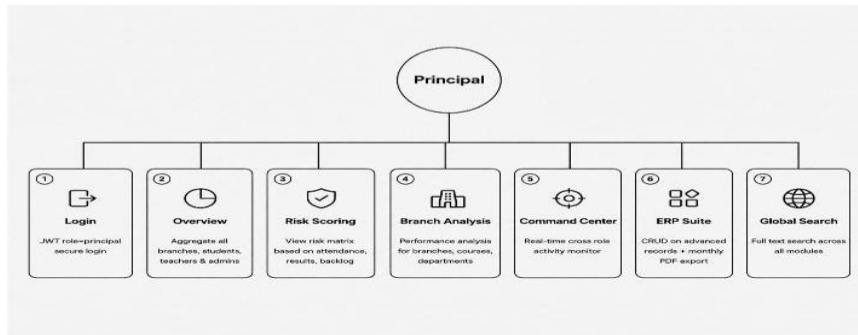 Principal
1
Login
JWT role=principal
secure login
2
Overview
Aggregate all
branches, students,
teachers & admins
3
Risk Scoring
View risk matrix
based on attendance,
results, backlog
4
Branch Analysis
Performance analysis
for branches, courses,
departments
5
Command Center
Real-time cross role
activity monitor
6
ERP Suite
CRUD on advanced
records + monthly
PDF export
7
Global Search
Full text search across
all modules